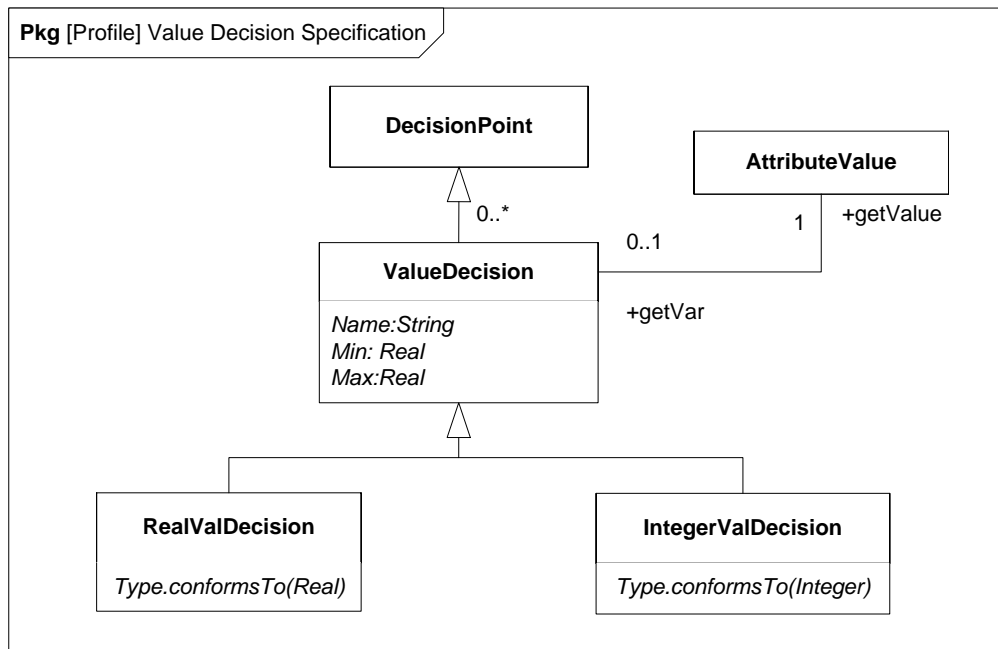 Pkg [Profile] Value Decision Specification
DecisionPoint
AttributeValue
0..*
1
+getValue
0..1
ValueDecision
+getVar
Name:String
Min: Real
Max:Real
RealValDecision
IntegerValDecision
Type.conformsTo(Real)
Type.conformsTo(Integer)